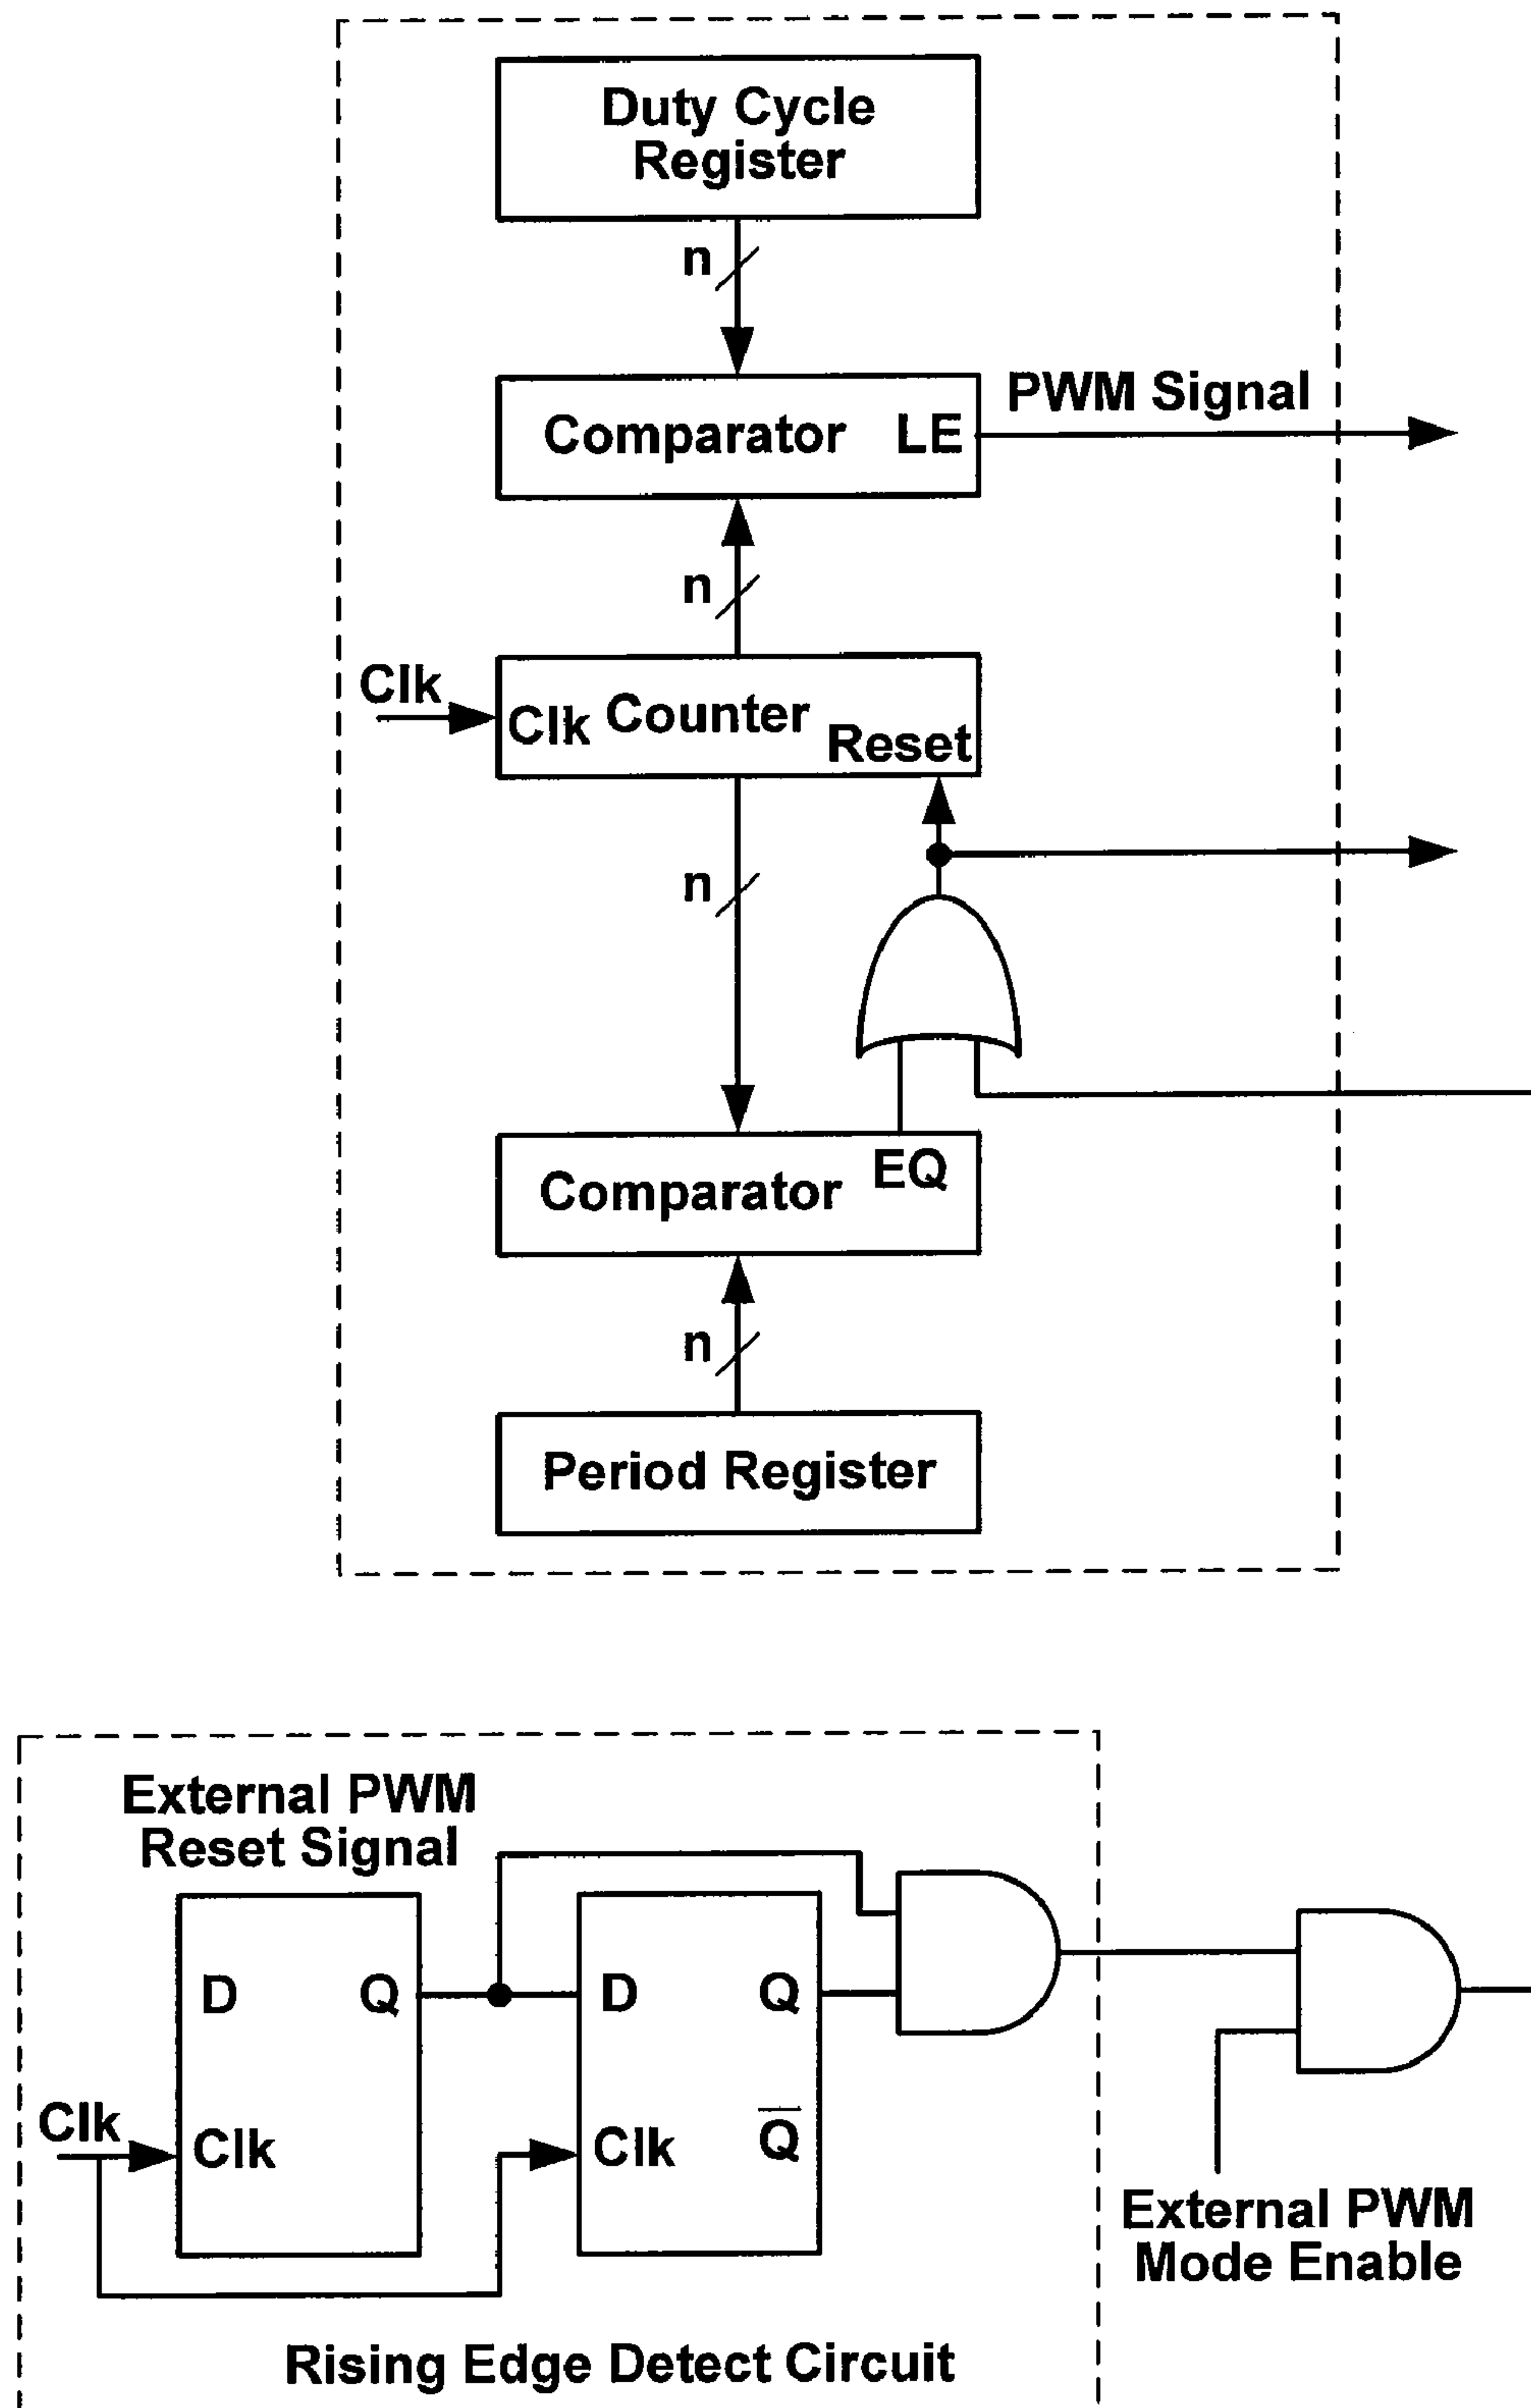 Duty Cycle
Register
n
Comparator LE
PWM Signal
n
Clk
Clk Counter
Reset
n
EQ
Comparator
n
Period Register
External PWM
Reset Signal
D Q
D Q
Clk
Clk
Clk Q̅
External PWM
Mode Enable
Rising Edge Detect Circuit